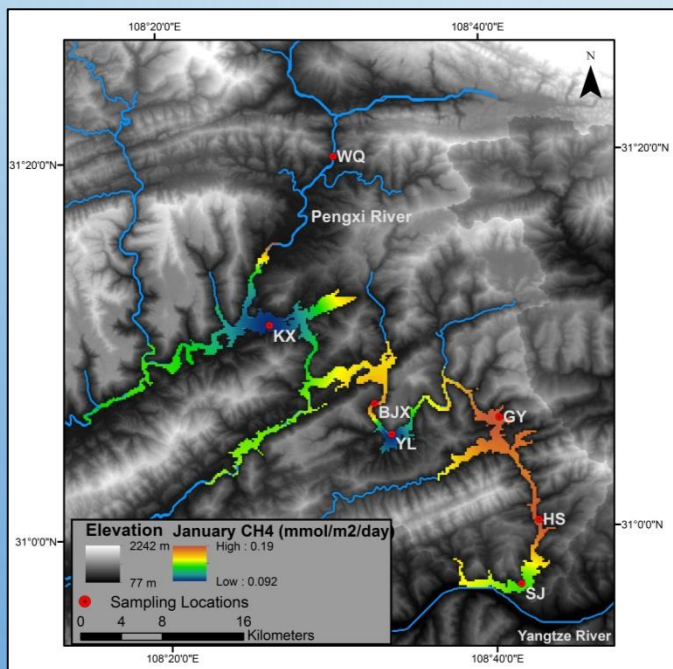 108°20'0"E
108°40'0"E
N
31°20'0"N
31°20'0"N
WQ
Pengxi River
KX
BJX
YL
GY
HS
31°0'0"N
31°0'0"N
SJ
Elevation
January CH4 (mmol/m2/day)
2242 m
77 m
High : 0.19
Low : 0.092
Sampling Locations
0 4 8 16
Kilometers
Yangtze River
108°20'0"E
108°40'0"E